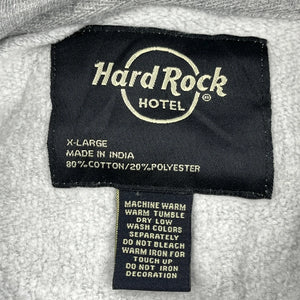 Hard Rock
HOTEL ®
X-LARGE
MADE IN INDIA
80%COTTON/20%POLYESTER
MACHINE WARM
WARM TUMBLE
DRY LOW
WASH COLORS
SEPARATELY
DO NOT BLEACH
WARM IRON FOR
TOUCH UP
DO NOT IRON
DECORATION